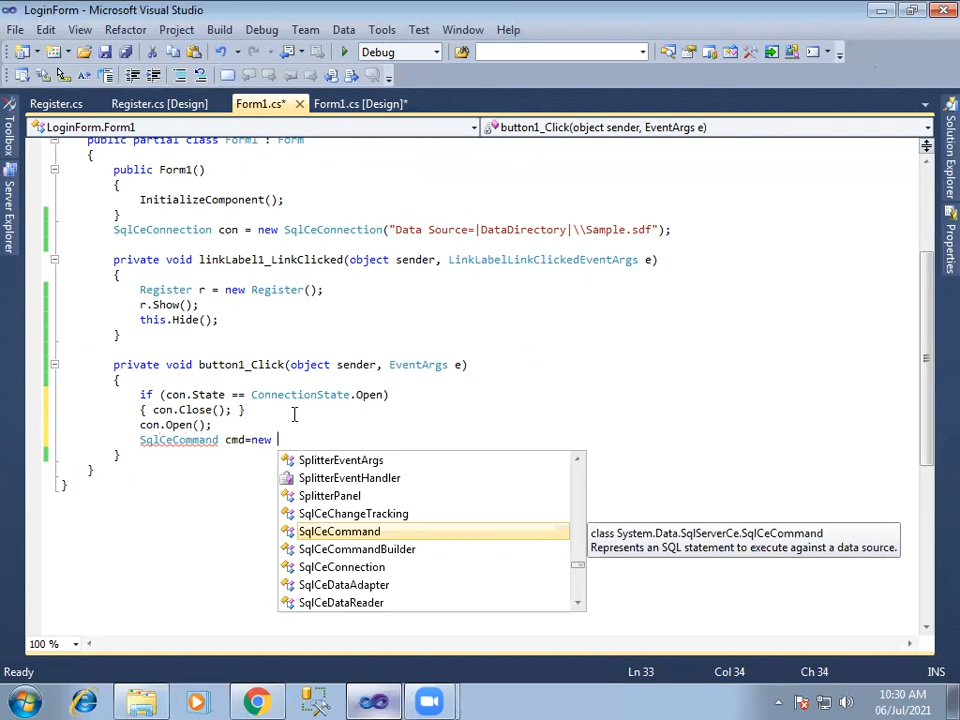 LoginForm - Microsoft Visual Studio
File Edit View Refactor Project Build Debug Team Data Tools Test Window Help
Debug
Register.cs Register.cs [Design] Form1.cs* Form1.cs [Design]*
LoginForm.Form1 button1_Click(object sender, EventArgs e)
Toolbox
Server Explorer
Solution Explorer
Properties
public partial class Form1 : Form
{
public Form1()
{
InitializeComponent();
}
SqlCeConnection con = new SqlCeConnection("Data Source=|DataDirectory|\\Sample.sdf");
private void linkLabel1_LinkClicked(object sender, LinkLabelLinkClickedEventArgs e)
{
Register r = new Register();
r.Show();
this.Hide();
}
private void button1_Click(object sender, EventArgs e)
{
if (con.State == ConnectionState.Open)
{ con.Close(); }
con.Open();
SqlCeCommand cmd=new
}
}
}
SplitterEventArgs
SplitterEventHandler
SplitterPanel
SqlCeChangeTracking
SqlCeCommand
SqlCeCommandBuilder
SqlCeConnection
SqlCeDataAdapter
SqlCeDataReader
class System.Data.SqlServerCe.SqlCeCommand
Represents an SQL statement to execute against a data source.
100 %
Ready Ln 33 Col 34 Ch 34 INS
10:30 AM
06/Jul/2021